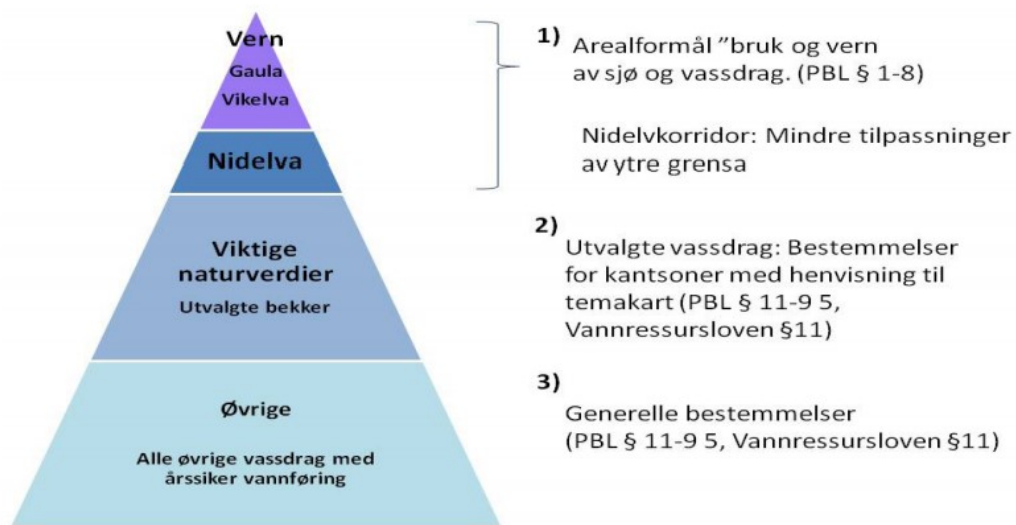 Vern
Gaula
Vikelva
Nidelva
Viktige
naturverdier
Utvalgte bekker
Øvrige
Alle øvrige vassdrag med
årssiker vannføring
1) Arealformål ”bruk og vern
av sjø og vassdrag. (PBL § 1-8)
Nidelvkorridor: Mindre tilpassninger
av ytre grensa
2)
Utvalgte vassdrag: Bestemmelser
for kantsoner med henvisning til
temakart (PBL § 11-9 5,
Vannressursloven §11)
3)
Generelle bestemmelser
(PBL § 11-9 5, Vannressursloven §11)